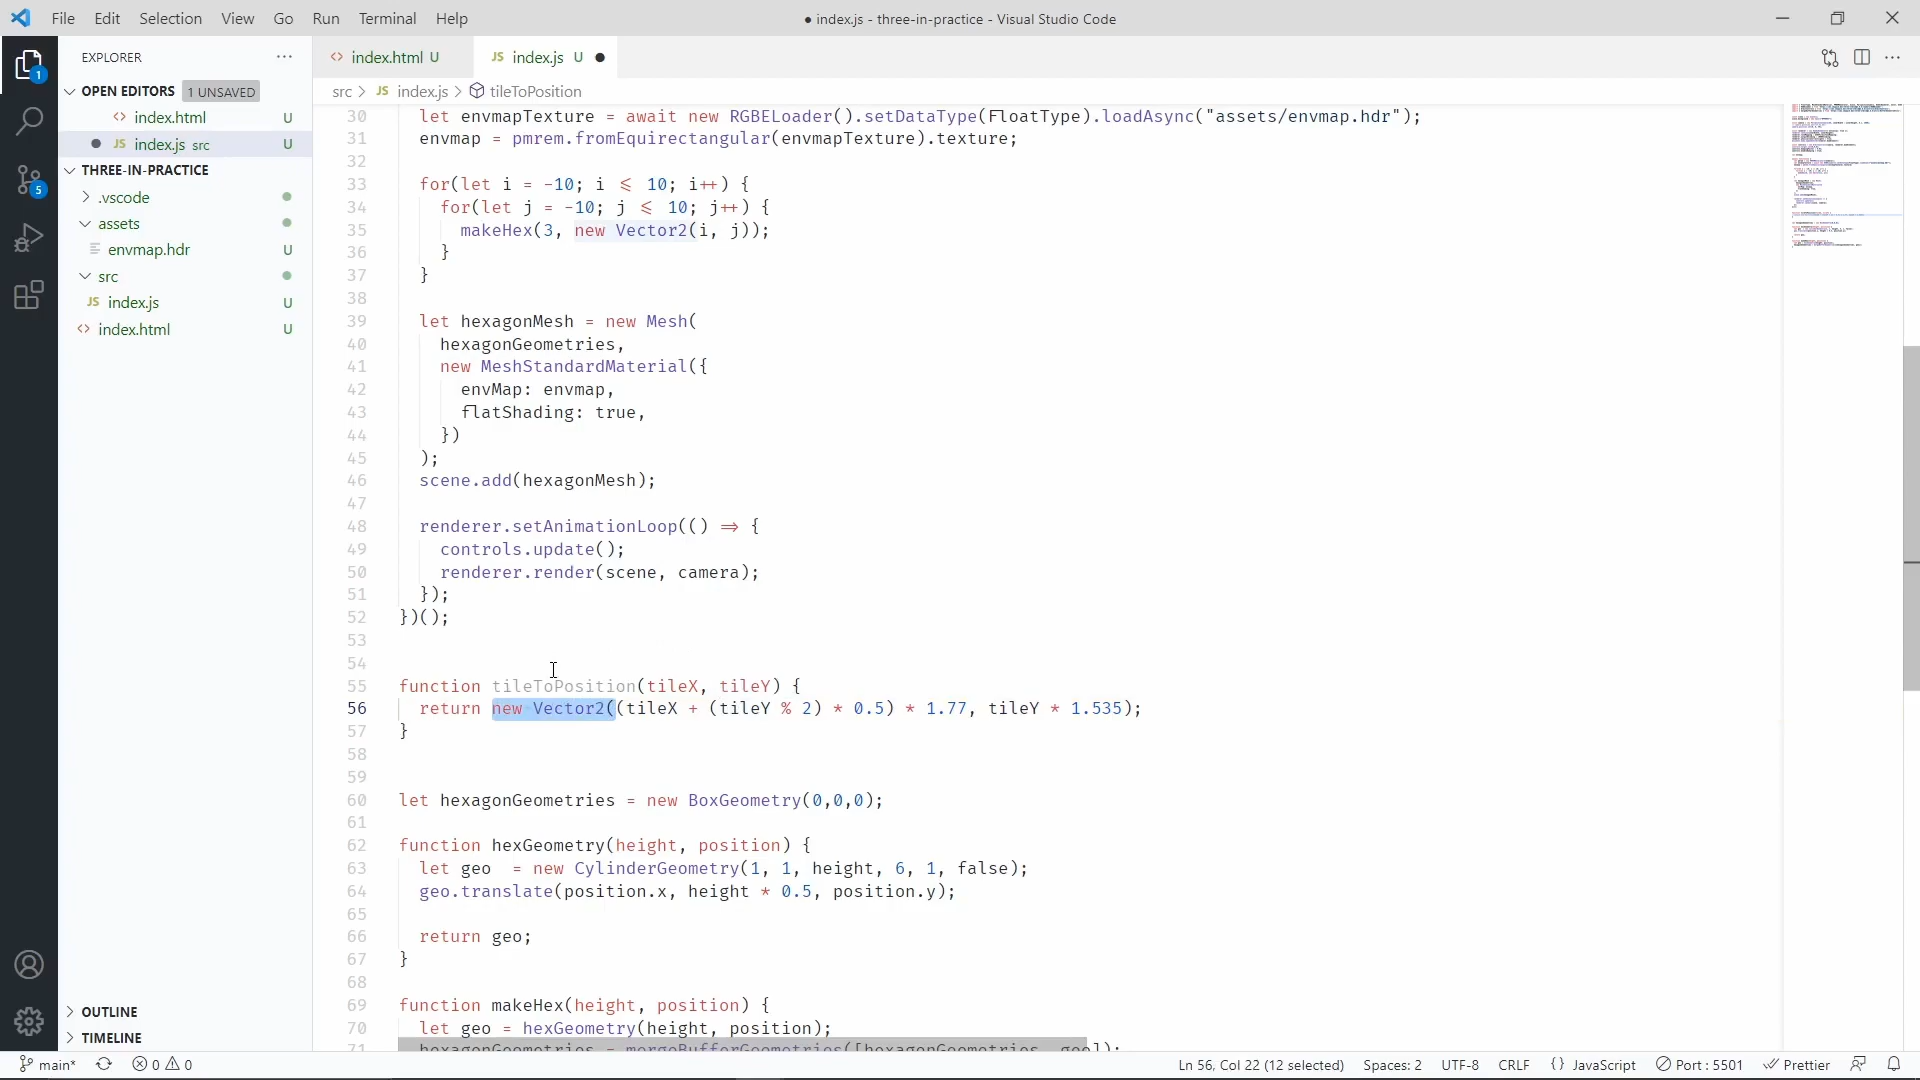 File Edit Selection View Go Run Terminal Help
● index.js - three-in-practice - Visual Studio Code
EXPLORER
OPEN EDITORS 1 UNSAVED
<> index.html U
● JS index.js src U
THREE-IN-PRACTICE
.vscode
assets
envmap.hdr U
src
JS index.js U
<> index.html U
OUTLINE
TIMELINE
1
5
<> index.html U
JS index.js U ●
src > JS index.js > tileToPosition
30 let envmapTexture = await new RGBELoader().setDataType(FloatType).loadAsync("assets/envmap.hdr");
31 envmap = pmrem.fromEquirectangular(envmapTexture).texture;
32
33 for(let i = -10; i <= 10; i++) {
34 for(let j = -10; j <= 10; j++) {
35 makeHex(3, new Vector2(i, j));
36 }
37 }
38
39 let hexagonMesh = new Mesh(
40 hexagonGeometries,
41 new MeshStandardMaterial({
42 envMap: envmap,
43 flatShading: true,
44 })
45 );
46 scene.add(hexagonMesh);
47
48 renderer.setAnimationLoop(() => {
49 controls.update();
50 renderer.render(scene, camera);
51 });
52 })();
53
54
55 function tileToPosition(tileX, tileY) {
56 return new Vector2((tileX + (tileY % 2) * 0.5) * 1.77, tileY * 1.535);
57 }
58
59
60 let hexagonGeometries = new BoxGeometry(0,0,0);
61
62 function hexGeometry(height, position) {
63 let geo  = new CylinderGeometry(1, 1, height, 6, 1, false);
64 geo.translate(position.x, height * 0.5, position.y);
65
66 return geo;
67 }
68
69 function makeHex(height, position) {
70 let geo = hexGeometry(height, position);
71 hexagonGeometries = mergeBufferGeometries([hexagonGeometries, geo]);
main* 0 0
Ln 56, Col 22 (12 selected) Spaces: 2 UTF-8 CRLF {} JavaScript Port : 5501 Prettier